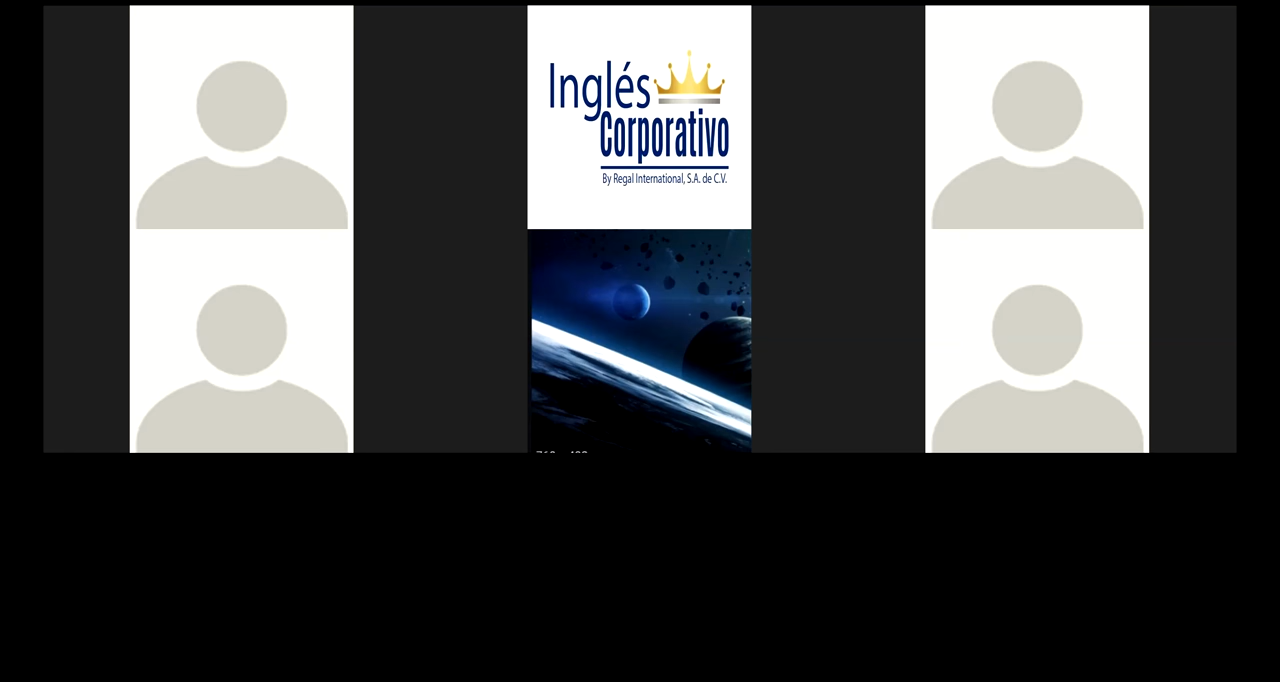 Inglés
Corporativo
By Regal International, S.A. de C.V.